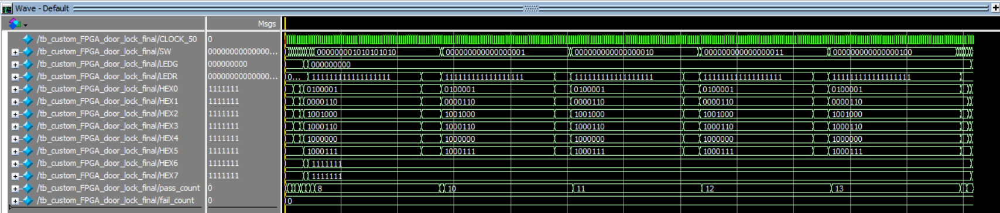 Wave - Default
Msgs
/tb_custom_FPGA_door_lock_final/CLOCK_50 0
/tb_custom_FPGA_door_lock_final/SW 00000000000000... 000000001010101010 000000000000000001 000000000000000010 000000000000000011 000000000000000100
/tb_custom_FPGA_door_lock_final/LEDG 000000000 000000000
/tb_custom_FPGA_door_lock_final/LEDR 00000000000000... 0... 111111111111111111 111111111111111111 111111111111111111 111111111111111111 111111111111111111
/tb_custom_FPGA_door_lock_final/HEX0 1111111 0100001 0100001 0100001 0100001 0100001
/tb_custom_FPGA_door_lock_final/HEX1 1111111 0000110 0000110 0000110 0000110 0000110
/tb_custom_FPGA_door_lock_final/HEX2 1111111 1001000 1001000 1001000 1001000 1001000
/tb_custom_FPGA_door_lock_final/HEX3 1111111 1000110 1000110 1000110 1000110 1000110
/tb_custom_FPGA_door_lock_final/HEX4 1111111 1000000 1000000 1000000 1000000 1000000
/tb_custom_FPGA_door_lock_final/HEX5 1111111 1000111 1000111 1000111 1000111 1000111
/tb_custom_FPGA_door_lock_final/HEX6 1111111 1111111
/tb_custom_FPGA_door_lock_final/HEX7 1111111 1111111
/tb_custom_FPGA_door_lock_final/pass_count 0 8 10 11 12 13
/tb_custom_FPGA_door_lock_final/fail_count 0 0